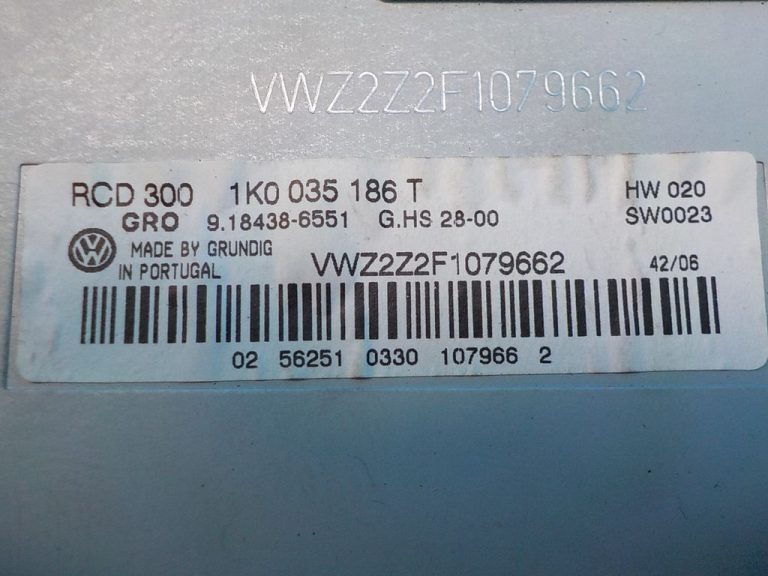 VWZ2Z2F1079662
RCD 300 1K0 035 186 T HW 020
GRO 9.18438-6551 G.HS 28-00 SW0023
VW MADE BY GRUNDIG
IN PORTUGAL VWZ2Z2F1079662 42/06
02 56251 0330 107966 2